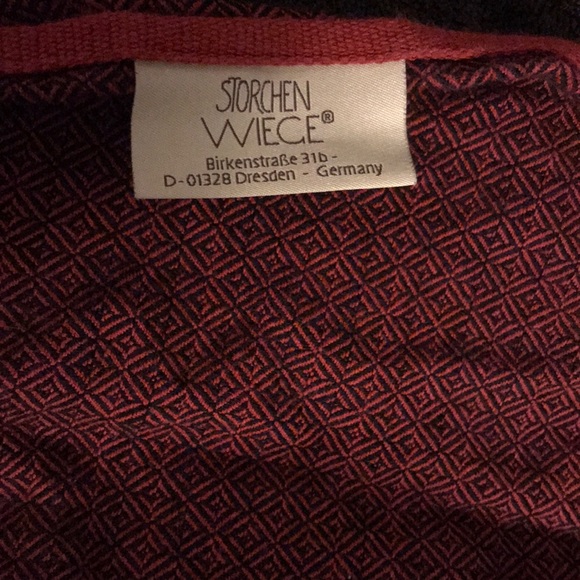 STORCHEN
WIEGE®
Birkenstraße 31b -
D-01328 Dresden - Germany